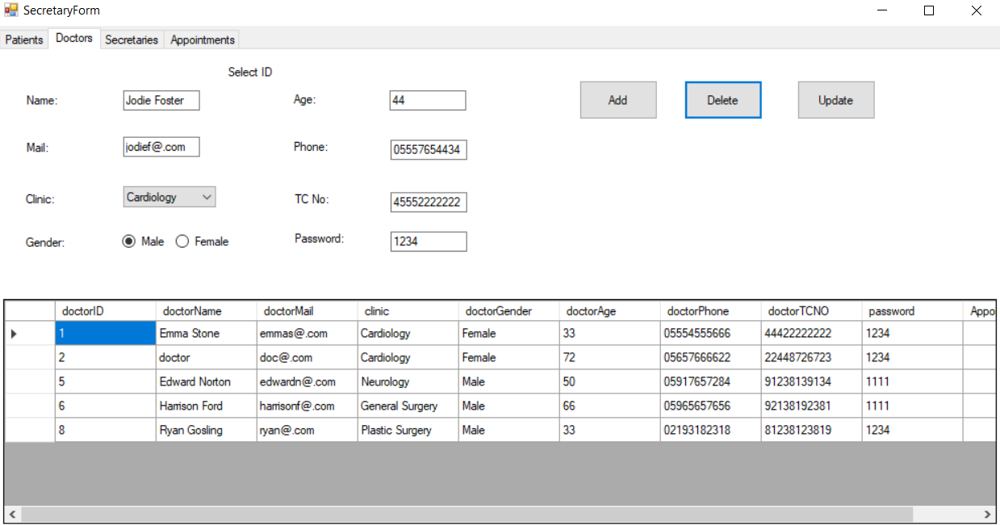 SecretaryForm
Patients Doctors Secretaries Appointments
Select ID
Name: Jodie Foster Age: 44 Add Delete Update
Mail: jodief@.com Phone: 05557654434
Clinic: Cardiology TC No: 45552222222
Gender: Male Female Password: 1234
doctorID doctorName doctorMail clinic doctorGender doctorAge doctorPhone doctorTCNO password Appo
1 Emma Stone emmas@.com Cardiology Female 33 05554555666 44422222222 1234
2 doctor doc@.com Cardiology Female 72 05657666622 22448726723 1234
5 Edward Norton edwardn@.com Neurology Male 50 05917657284 91238139134 1111
6 Harrison Ford harrisonf@.com General Surgery Male 66 05965657656 92138192381 1111
8 Ryan Gosling ryan@.com Plastic Surgery Male 33 02193182318 81238123819 1234